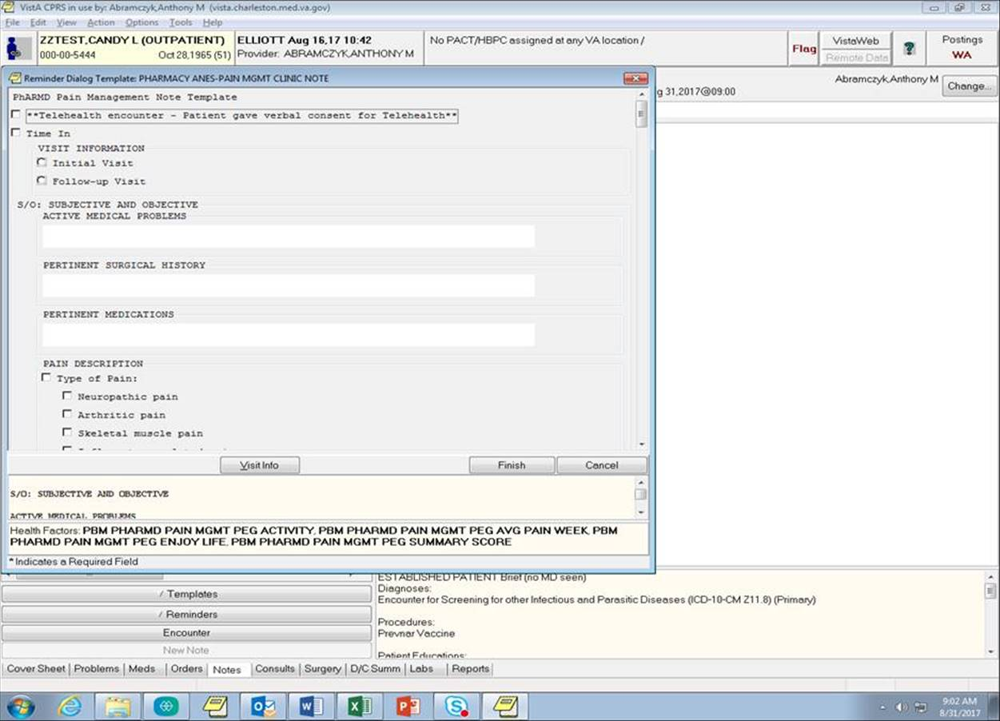 VistA CPRS in use by: Abramczyk,Anthony M (vista.charleston.med.va.gov)
File Edit View Action Options Tools Help
ZZTEST,CANDY L (OUTPATIENT)
000-00-5444 Oct 28,1965 (51)
ELLIOTT Aug 16,17 10:42
Provider: ABRAMCZYK,ANTHONY M
No PACT/HBPC assigned at any VA location /
Flag
VistaWeb
Remote Data
?
Postings
WA
Reminder Dialog Template: PHARMACY ANES-PAIN MGMT CLINIC NOTE
g 31,2017@09:00
Abramczyk,Anthony M
Change...
PhARMD Pain Management Note Template
**Telehealth encounter - Patient gave verbal consent for Telehealth**
Time In
VISIT INFORMATION
Initial Visit
Follow-up Visit
S/O: SUBJECTIVE AND OBJECTIVE
ACTIVE MEDICAL PROBLEMS
PERTINENT SURGICAL HISTORY
PERTINENT MEDICATIONS
PAIN DESCRIPTION
Type of Pain:
Neuropathic pain
Arthritic pain
Skeletal muscle pain
Visit Info
Finish
Cancel
S/O: SUBJECTIVE AND OBJECTIVE
ACTIVE MEDICAL PROBLEMS
Health Factors: PBM PHARMD PAIN MGMT PEG ACTIVITY, PBM PHARMD PAIN MGMT PEG AVG PAIN WEEK, PBM
PHARMD PAIN MGMT PEG ENJOY LIFE, PBM PHARMD PAIN MGMT PEG SUMMARY SCORE
* Indicates a Required Field
/ Templates
/ Reminders
Encounter
New Note
ESTABLISHED PATIENT Brief (no MD seen)
Diagnoses:
Encounter for Screening for other Infectious and Parasitic Diseases (ICD-10-CM Z11.8) (Primary)
Procedures:
Prevnar Vaccine
Patient Educations:
Cover Sheet Problems Meds Orders Notes Consults Surgery D/C Summ Labs Reports
9:02 AM
8/31/2017